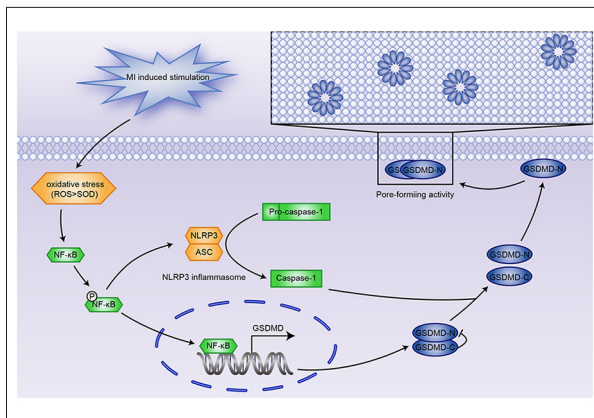 MI induced stimulation
GSDMD-N
GSDMD-N
Pore-formiing activity
oxidative stress
(ROS>SOD)
Pro-caspase-1
NLRP3
ASC
NF-κB
GSDMD-N
NLRP3 inflammasome
Caspase-1
GSDMD-C
P
NF-κB
GSDMD
GSDMD-N
NF-κB
GSDMD-C